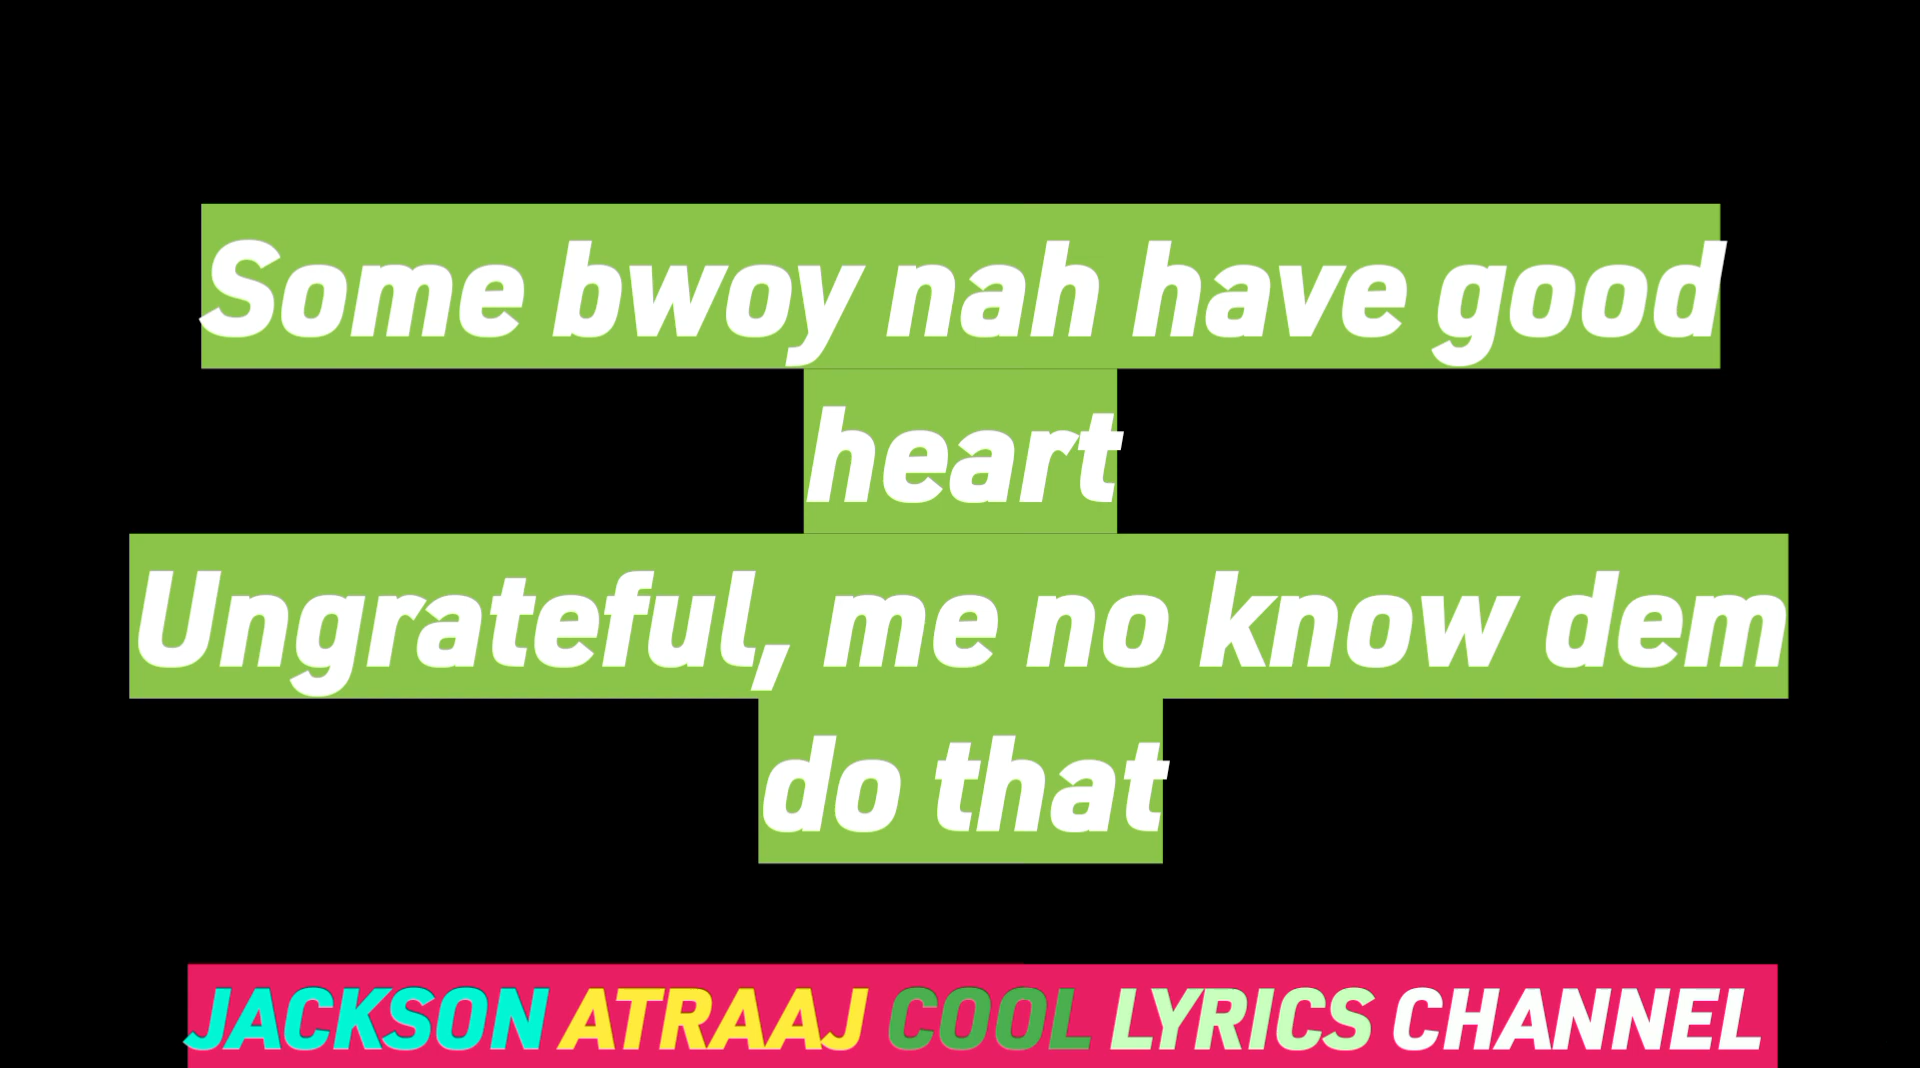 Some bwoy nah have good
heart
Ungrateful, me no know dem
do that
JACKSON ATRAAJ COOL LYRICS CHANNEL